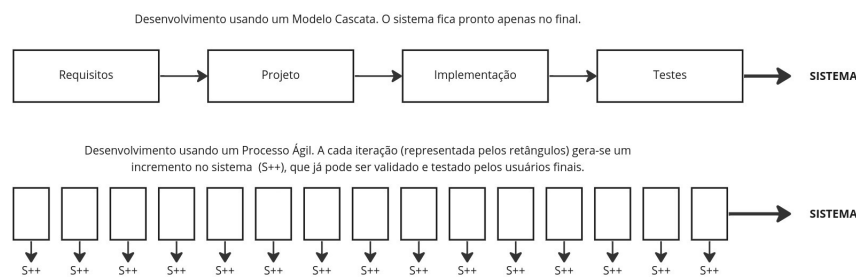 Desenvolvimento usando um Modelo Cascata. O sistema fica pronto apenas no final.
Requisitos
Projeto
Implementação
Testes
SISTEMA
Desenvolvimento usando um Processo Ágil. A cada iteração (representada pelos retângulos) gera-se um
incremento no sistema (S++), que já pode ser validado e testado pelos usuários finais.
SISTEMA
S++ S++ S++ S++ S++ S++ S++ S++ S++ S++ S++ S++ S++ S++ S++